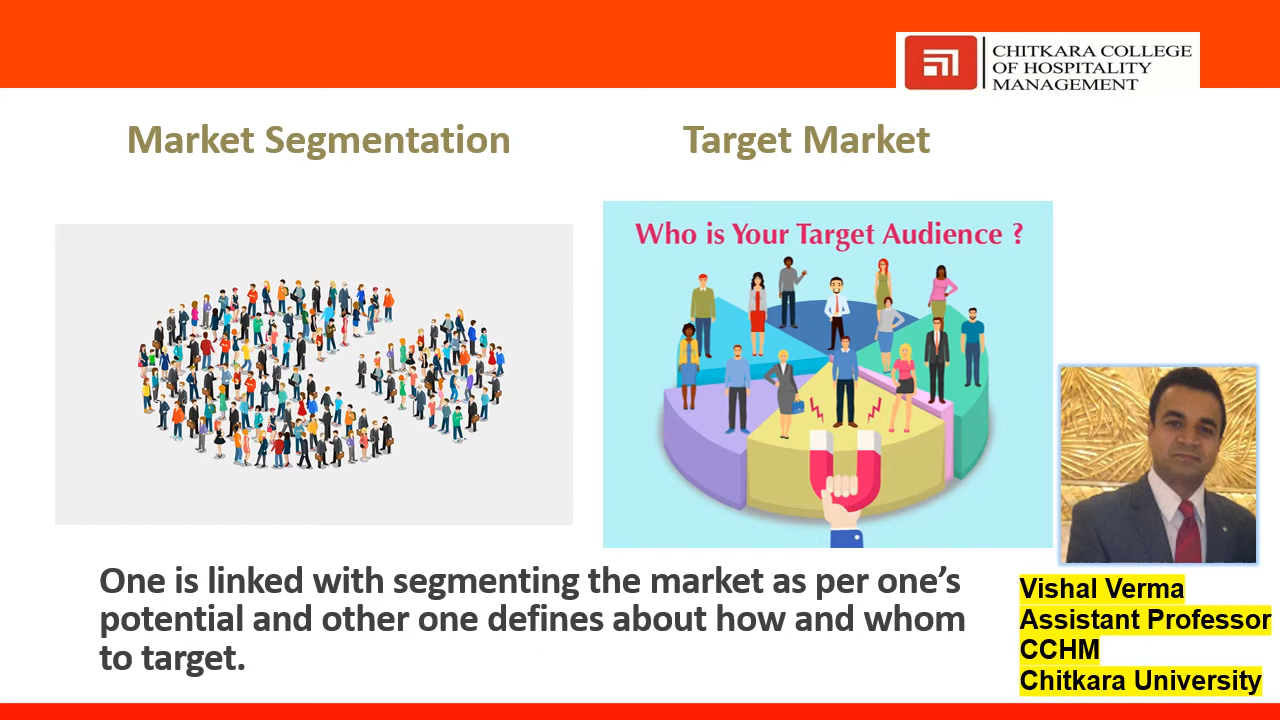 CHITKARA COLLEGE
OF HOSPITALITY
MANAGEMENT
Market Segmentation
Target Market
Who is Your Target Audience ?
One is linked with segmenting the market as per one’s
potential and other one defines about how and whom
to target.
Vishal Verma
Assistant Professor
CCHM
Chitkara University